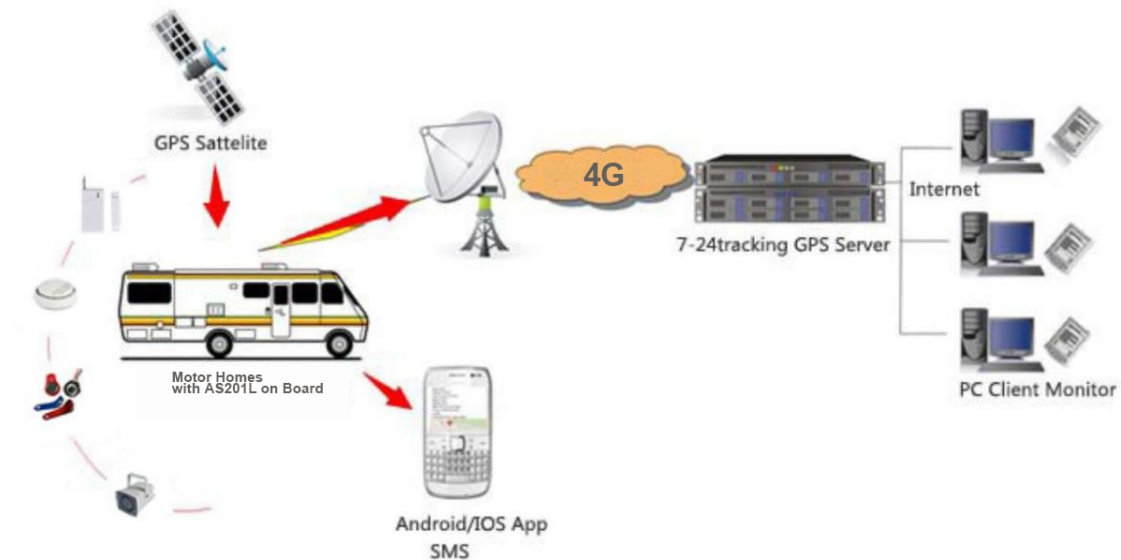 GPS Sattelite
4G
Internet
7-24tracking GPS Server
Motor Homes
with AS201L on Board
PC Client Monitor
Android/IOS App
SMS